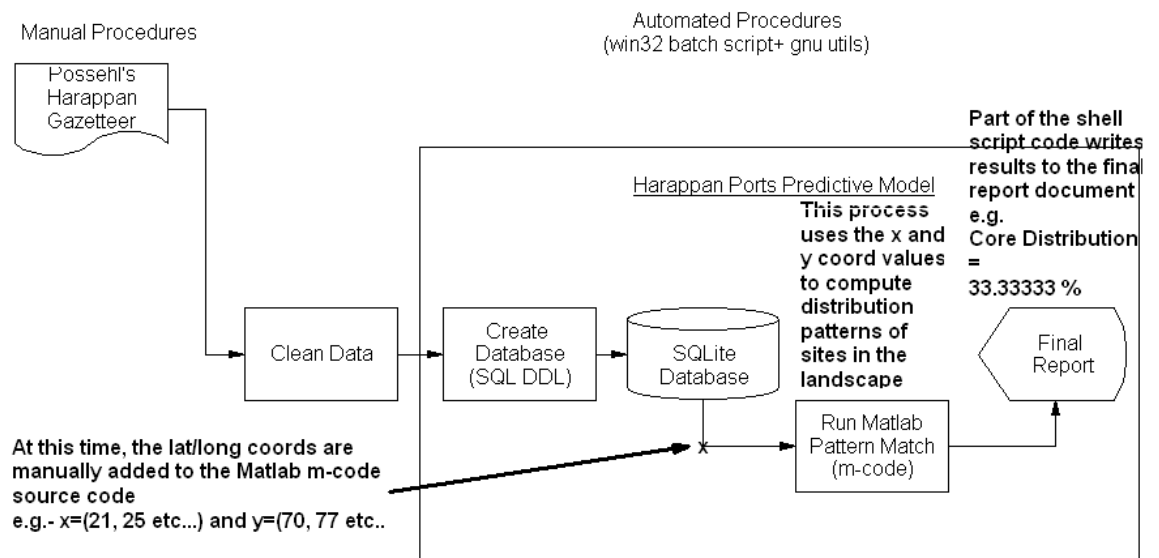 Manual Procedures
Automated Procedures
(win32 batch script+ gnu utils)
Possehl's
Harappan
Gazetteer
Part of the shell
script code writes
results to the final
report document
e.g.
Core Distribution
=
33.33333 %
Harappan Ports Predictive Model
This process
uses the x and
y coord values
to compute
distribution
patterns of
sites in the
landscape
Clean Data
Create
Database
(SQL DDL)
SQLite
Database
Final
Report
x
Run Matlab
Pattern Match
(m-code)
At this time, the lat/long coords are
manually added to the Matlab m-code
source code
e.g.- x=(21, 25 etc...) and y=(70, 77 etc..